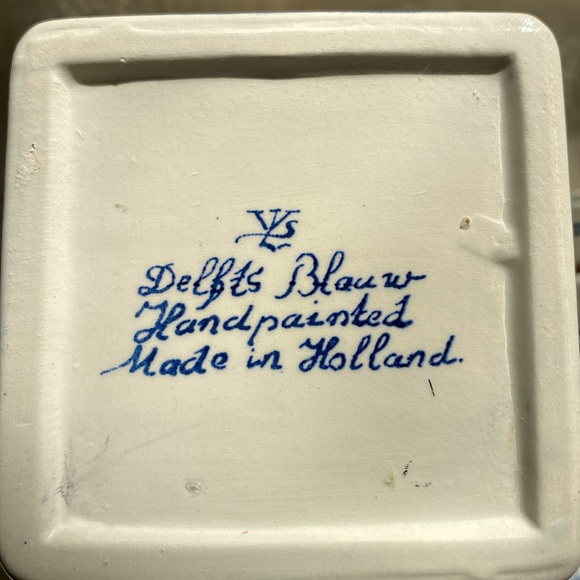 Delfts Blauw
Handpainted
Made in Holland.